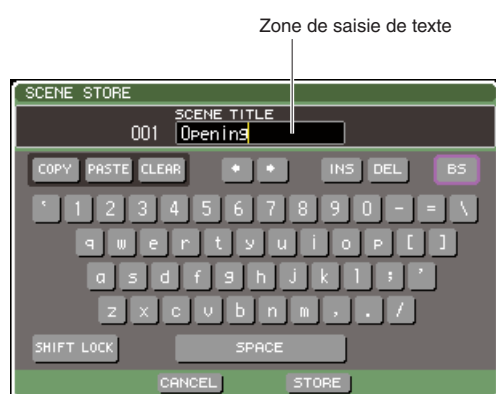 Zone de saisie de texte
SCENE STORE
SCENE TITLE
001 Opening
COPY PASTE CLEAR INS DEL BS
` 1 2 3 4 5 6 7 8 9 0 - = \
q w e r t y u i o p [ ]
a s d f g h j k l ; '
z x c v b n m , . /
SHIFT LOCK SPACE
CANCEL STORE